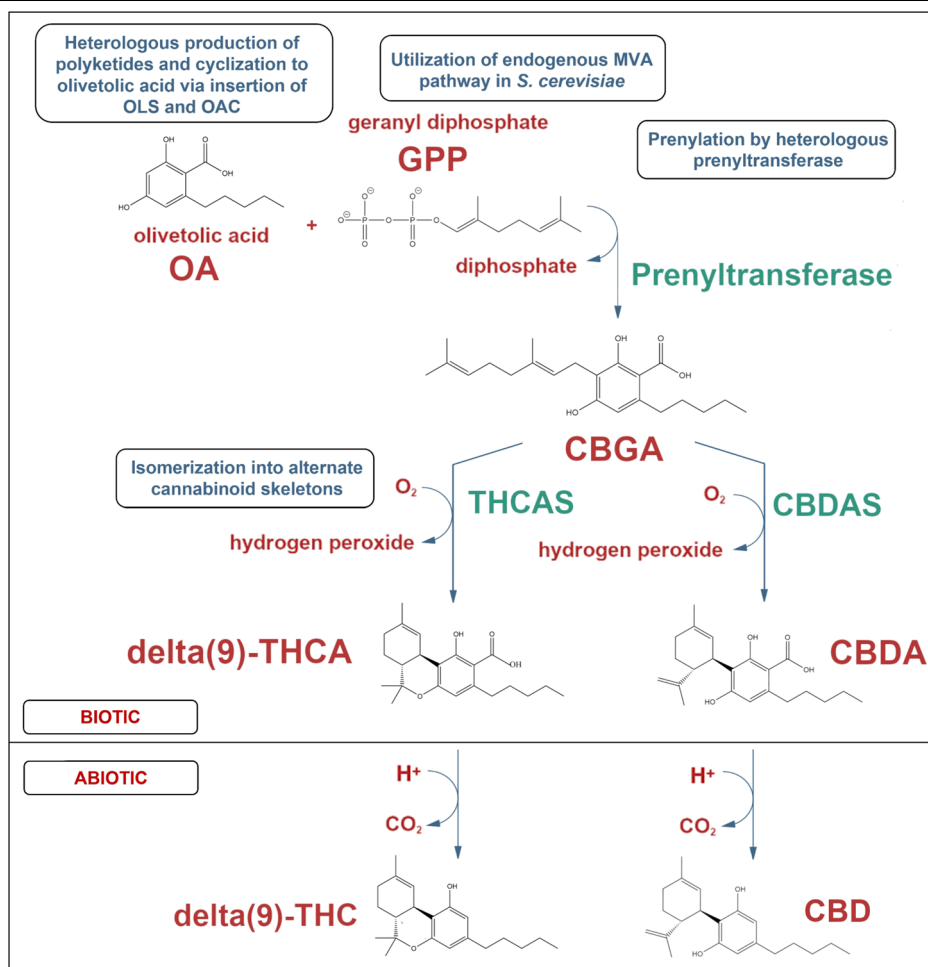 Heterologous production of
polyketides and cyclization to
olivetolic acid via insertion of
OLS and OAC
Utilization of endogenous MVA
pathway in S. cerevisiae
geranyl diphosphate
GPP
Prenylation by heterologous
prenyltransferase
OH
O
OH
HO
olivetolic acid
OA
+
O⊖
O⊖
⊖O
P
O
P
O
O
O
diphosphate
Prenyltransferase
OH
O
OH
HO
CBGA
Isomerization into alternate
cannabinoid skeletons
O₂
THCAS
hydrogen peroxide
O₂
CBDAS
hydrogen peroxide
delta(9)-THCA
OH
O
OH
O
OH
O
OH
HO
CBDA
BIOTIC
ABIOTIC
H⁺
CO₂
H⁺
CO₂
delta(9)-THC
OH
O
OH
HO
CBD